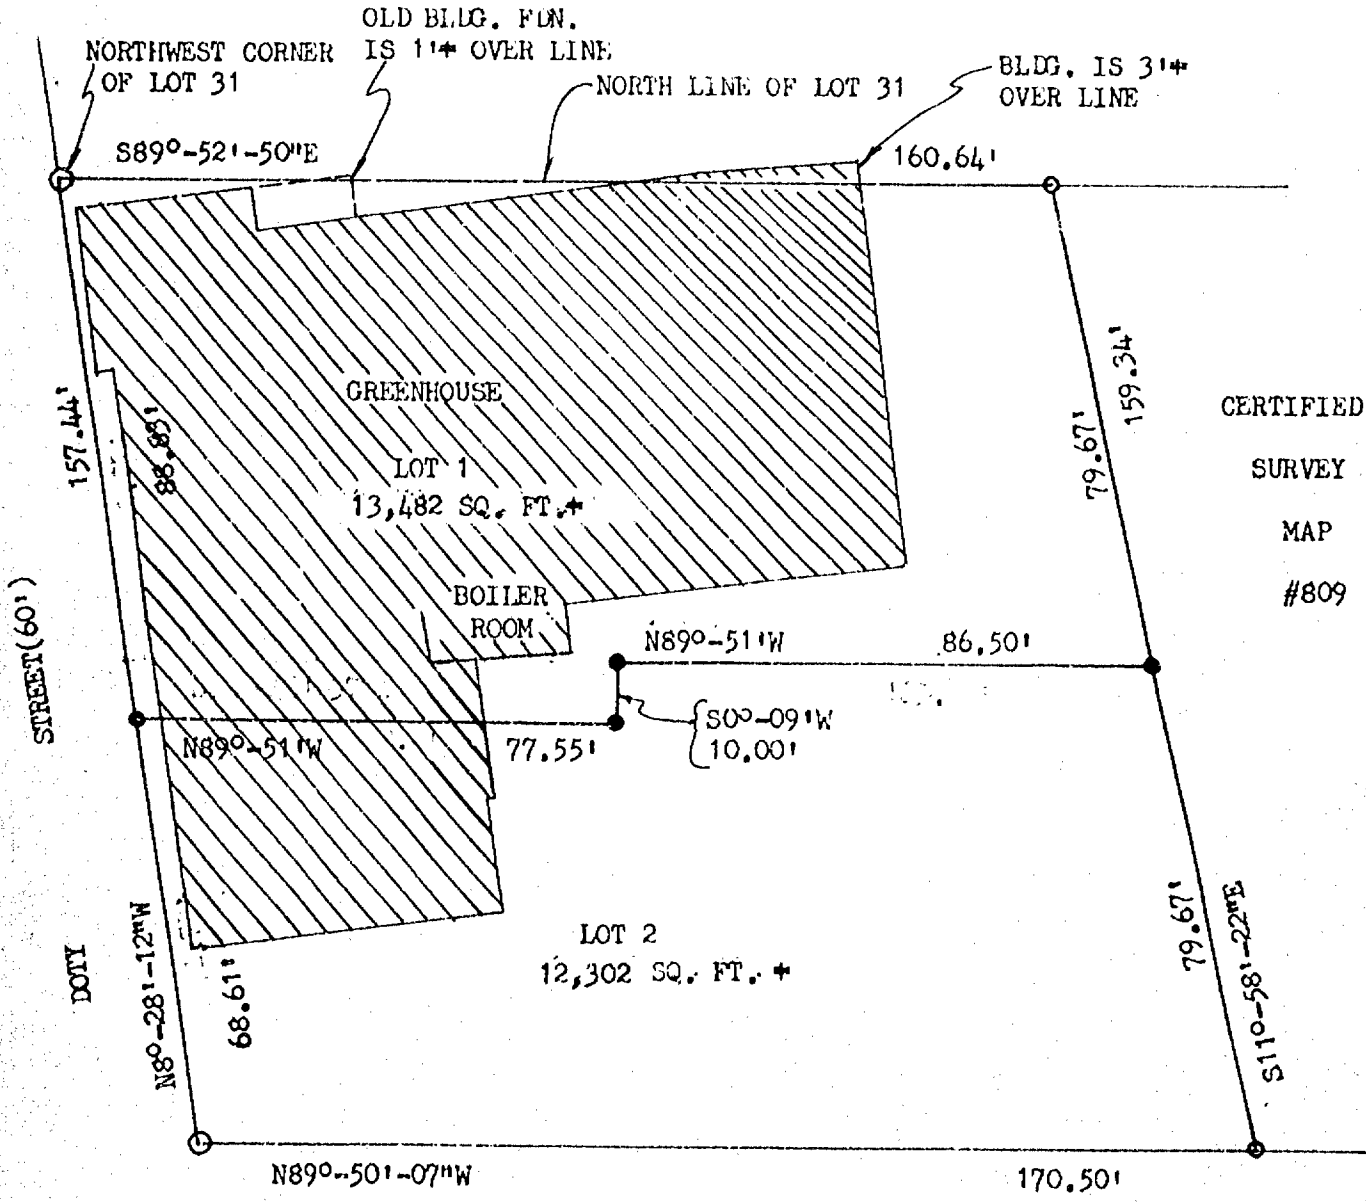 OLD BLDG. FDN.
IS 1'± OVER LINE
NORTHWEST CORNER
OF LOT 31
NORTH LINE OF LOT 31
BLDG. IS 3'±
OVER LINE
S89°-52'-50"E
160.64'
157.44'
88.83'
GREENHOUSE
LOT 1
13,482 SQ. FT.±
159.34'
79.67'
CERTIFIED
SURVEY
MAP
#809
BOILER
ROOM
STREET(60')
N89°-51'W
86.50'
S0°-09'W
10.00'
N89°-51'W
77.55'
DOTY
N8°-28'-12"W
68.61'
LOT 2
12,302 SQ. FT. ±
79.67'
S11°-58'-22"E
N89°-50'-07"W
170.50'